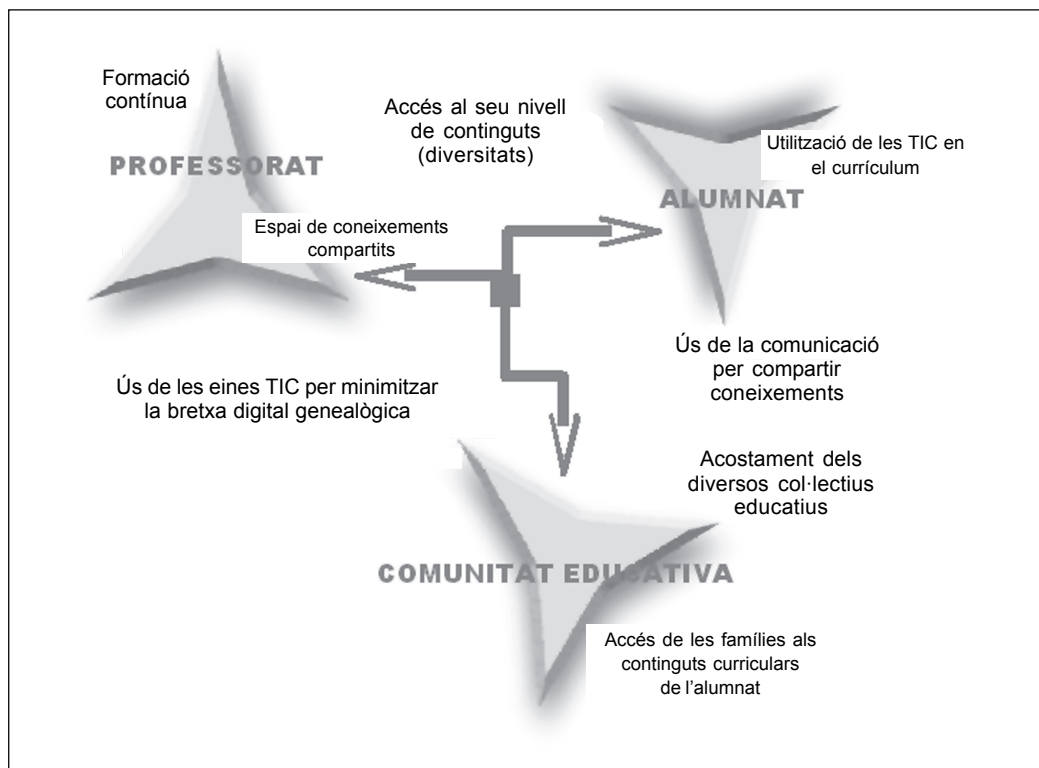 Formació
contínua
PROFESSORAT
Espai de coneixements
compartits
Accés al seu nivell
de continguts
(diversitats)
Utilització de les TIC en
el currículum
ALUMNAT
Ús de la comunicació
per compartir
coneixements
Ús de les eines TIC per minimitzar
la bretxa digital genealògica
Acostament dels
diversos col·lectius
educatius
COMUNITAT EDUCATIVA
Accés de les famílies als
continguts curriculars
de l'alumnat